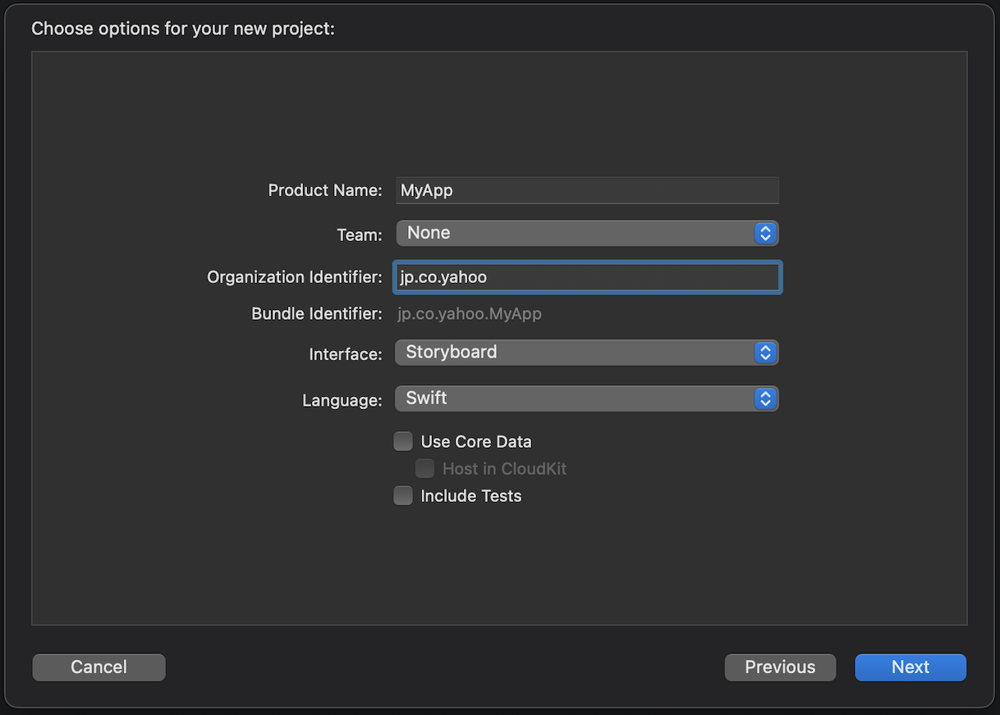 Choose options for your new project:
Product Name: MyApp
Team: None
Organization Identifier: jp.co.yahoo
Bundle Identifier: jp.co.yahoo.MyApp
Interface: Storyboard
Language: Swift
Use Core Data
Host in CloudKit
Include Tests
Cancel Previous Next